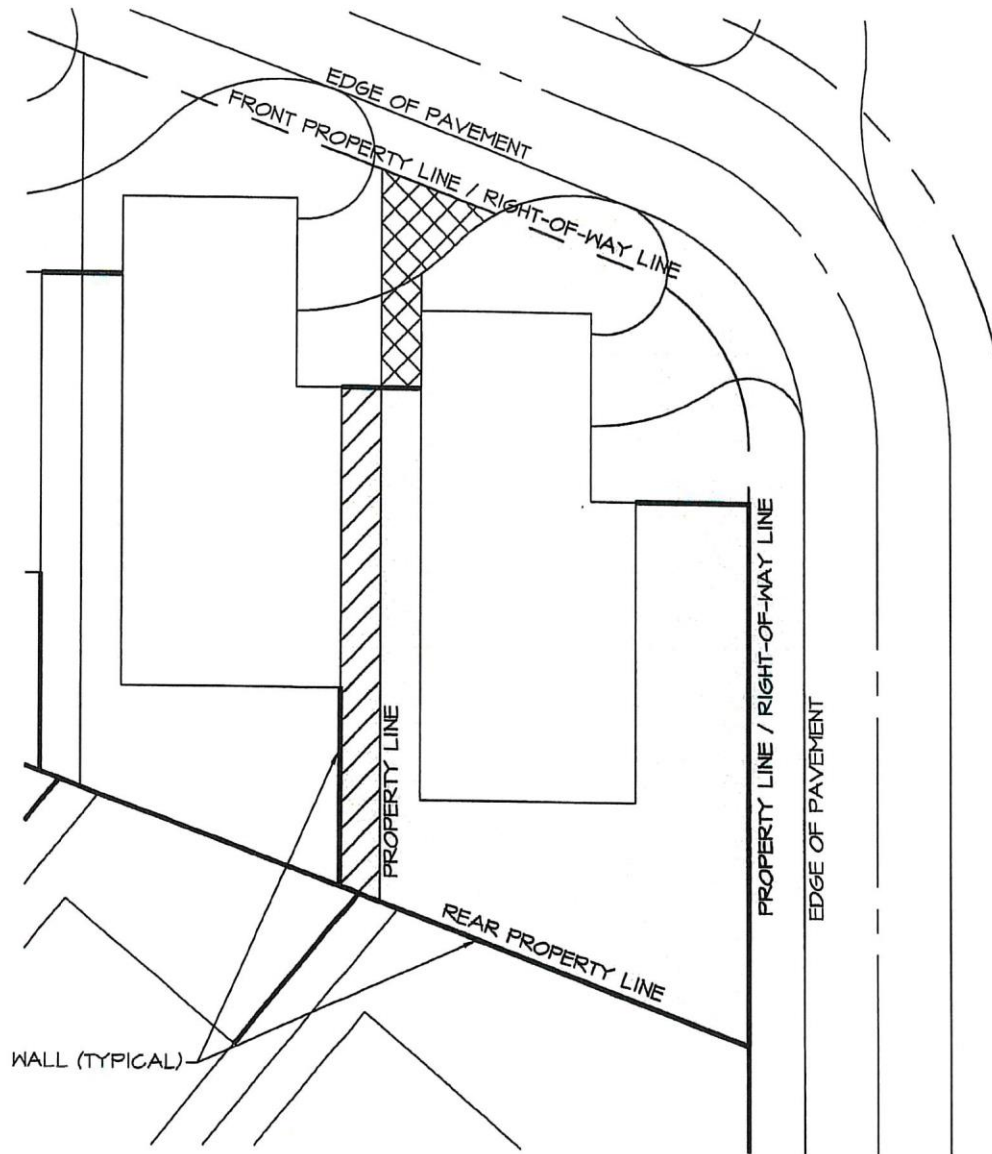 EDGE OF PAVEMENT
FRONT PROPERTY LINE / RIGHT-OF-WAY LINE
PROPERTY LINE / RIGHT-OF-WAY LINE
EDGE OF PAVEMENT
PROPERTY LINE
REAR PROPERTY LINE
WALL (TYPICAL)